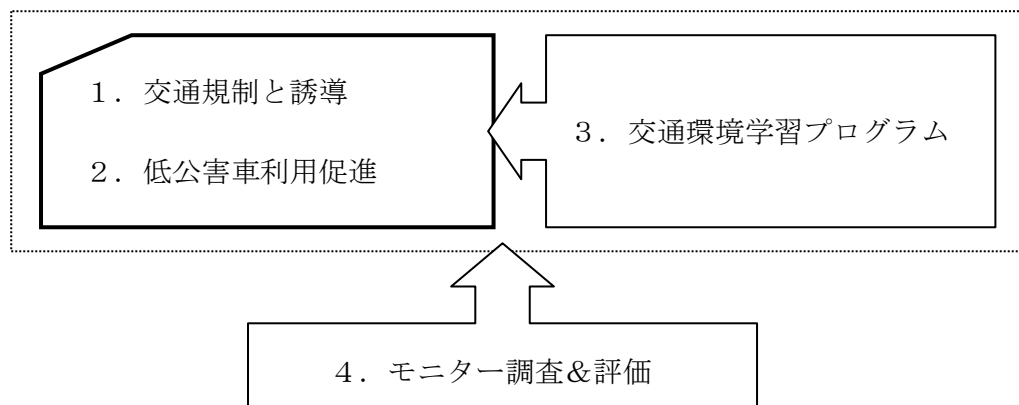 １．交通規制と誘導
２．低公害車利用促進
３．交通環境学習プログラム
４．モニター調査＆評価